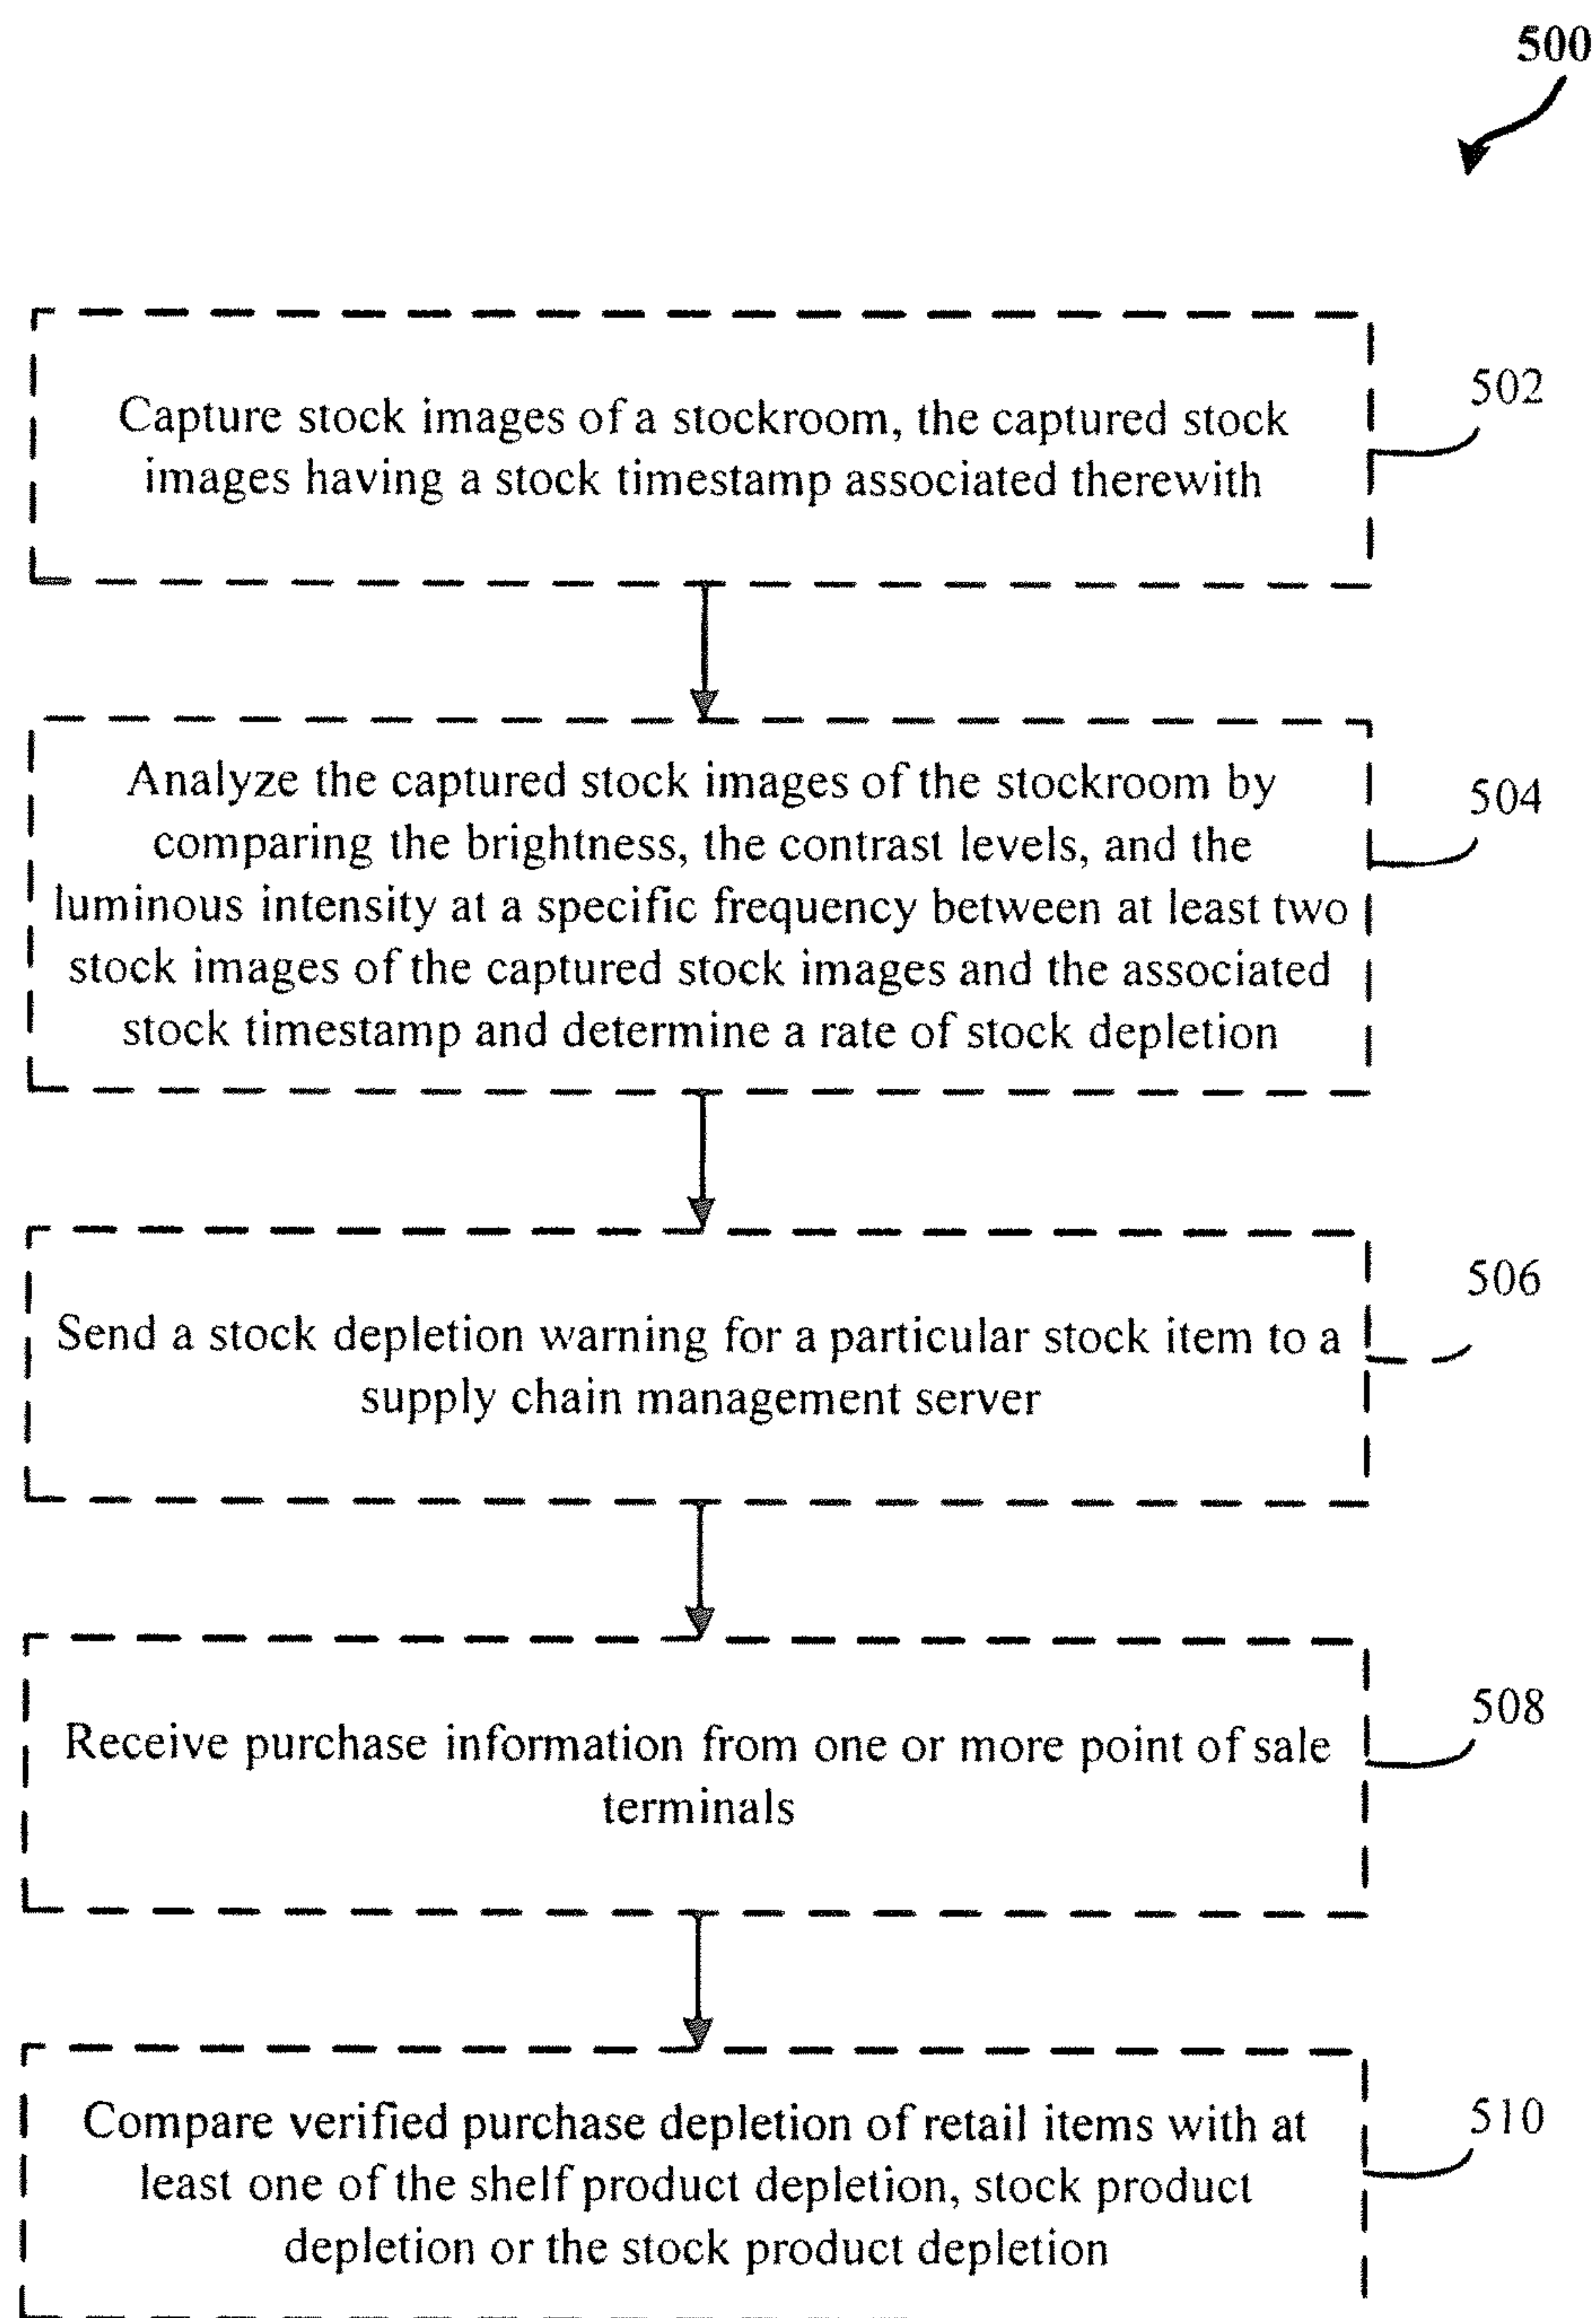 500
Capture stock images of a stockroom, the captured stock
images having a stock timestamp associated therewith
502
Analyze the captured stock images of the stockroom by
comparing the brightness, the contrast levels, and the
luminous intensity at a specific frequency between at least two
stock images of the captured stock images and the associated
stock timestamp and determine a rate of stock depletion
504
Send a stock depletion warning for a particular stock item to a
supply chain management server
506
Receive purchase information from one or more point of sale
terminals
508
Compare verified purchase depletion of retail items with at
least one of the shelf product depletion, stock product
depletion or the stock product depletion
510